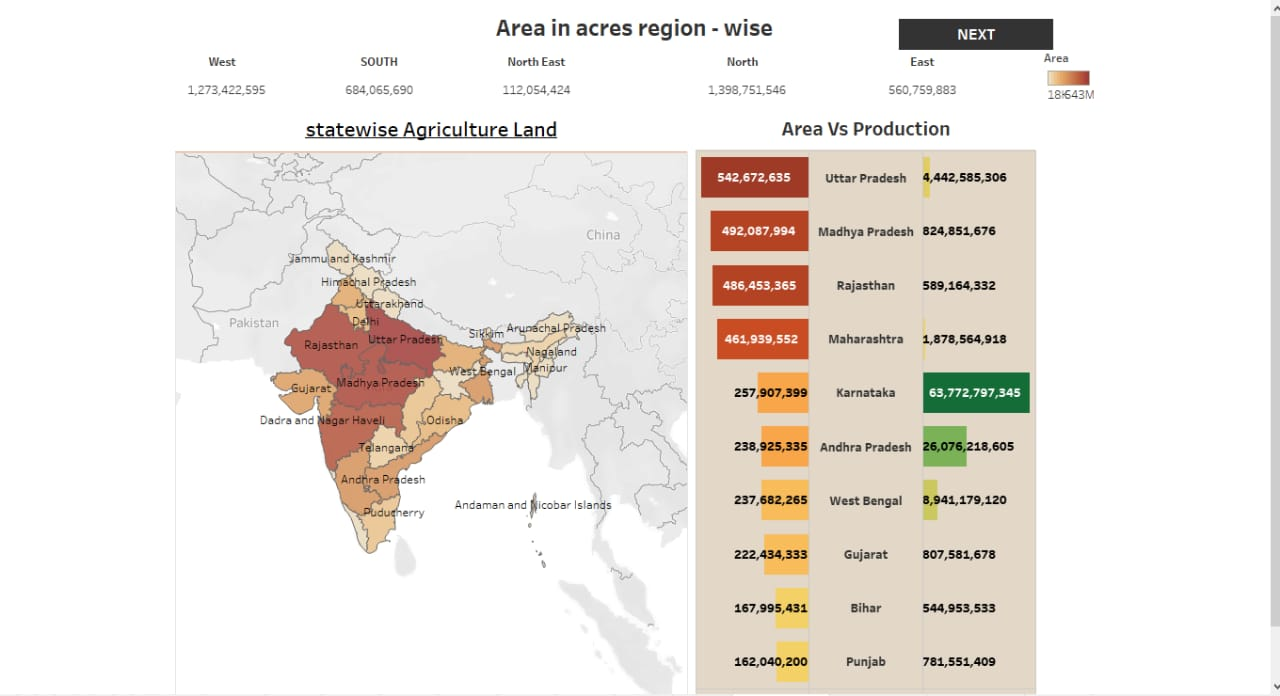 Area in acres region - wise
NEXT
West SOUTH North East North East
1,273,422,595 684,065,690 112,054,424 1,398,751,546 560,759,883
Area
18K 643M
statewise Agriculture Land
Area Vs Production
China
Jammu and Kashmir
Himachal Pradesh
Uttarakhand
Pakistan
Delhi
Sikkim
Arunachal Pradesh
Rajasthan
Uttar Pradesh
Nagaland
West Bengal
Manipur
Gujarat
Madhya Pradesh
Dadra and Nagar Haveli
Odisha
Telangana
Andhra Pradesh
Andaman and Nicobar Islands
Puducherry
542,672,635 Uttar Pradesh 4,442,585,306
492,087,994 Madhya Pradesh 824,851,676
486,453,365 Rajasthan 589,164,332
461,939,552 Maharashtra 1,878,564,918
257,907,399 Karnataka 63,772,797,345
238,925,335 Andhra Pradesh 26,076,218,605
237,682,265 West Bengal 8,941,179,120
222,434,333 Gujarat 807,581,678
167,995,431 Bihar 544,953,533
162,040,200 Punjab 781,551,409